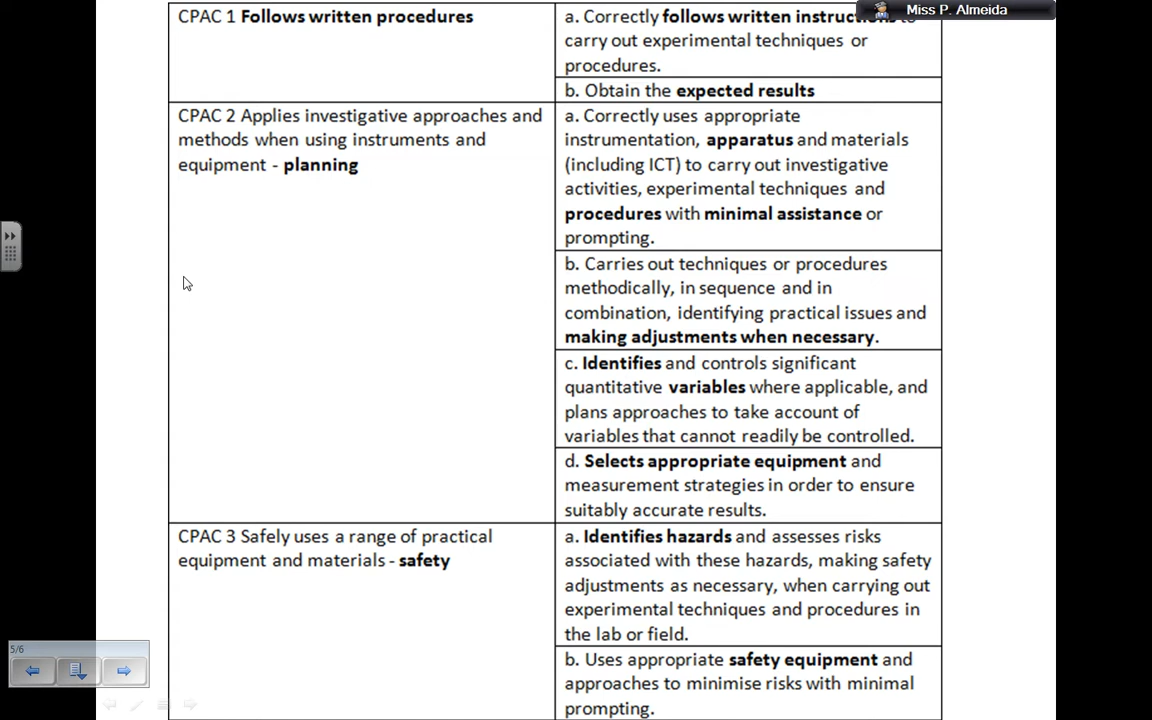 Miss P. Almeida
CPAC 1 Follows written procedures
a. Correctly follows written instructions to
carry out experimental techniques or
procedures.
b. Obtain the expected results
CPAC 2 Applies investigative approaches and
methods when using instruments and
equipment - planning
a. Correctly uses appropriate
instrumentation, apparatus and materials
(including ICT) to carry out investigative
activities, experimental techniques and
procedures with minimal assistance or
prompting.
b. Carries out techniques or procedures
methodically, in sequence and in
combination, identifying practical issues and
making adjustments when necessary.
c. Identifies and controls significant
quantitative variables where applicable, and
plans approaches to take account of
variables that cannot readily be controlled.
d. Selects appropriate equipment and
measurement strategies in order to ensure
suitably accurate results.
CPAC 3 Safely uses a range of practical
equipment and materials - safety
a. Identifies hazards and assesses risks
associated with these hazards, making safety
adjustments as necessary, when carrying out
experimental techniques and procedures in
the lab or field.
b. Uses appropriate safety equipment and
approaches to minimise risks with minimal
prompting.
5/6